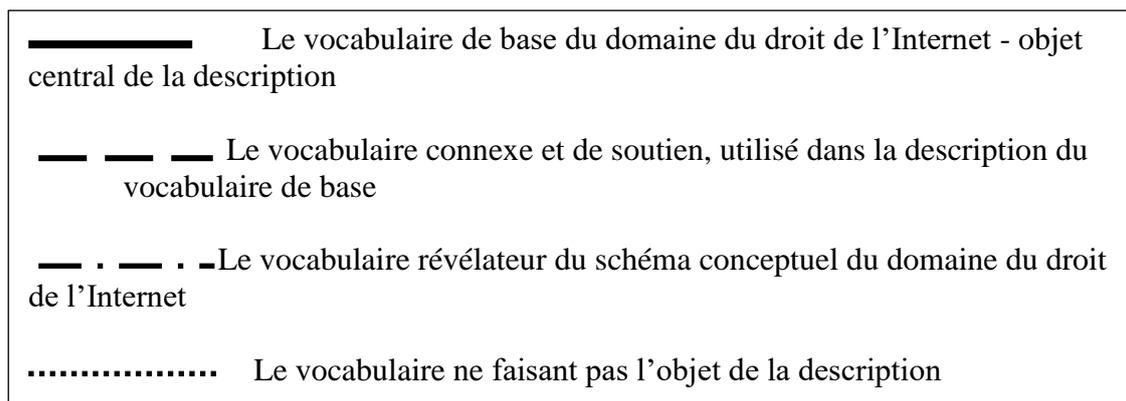 Le vocabulaire de base du domaine du droit de l’Internet - objet
central de la description
Le vocabulaire connexe et de soutien, utilisé dans la description du
vocabulaire de base
Le vocabulaire révélateur du schéma conceptuel du domaine du droit
de l’Internet
Le vocabulaire ne faisant pas l’objet de la description